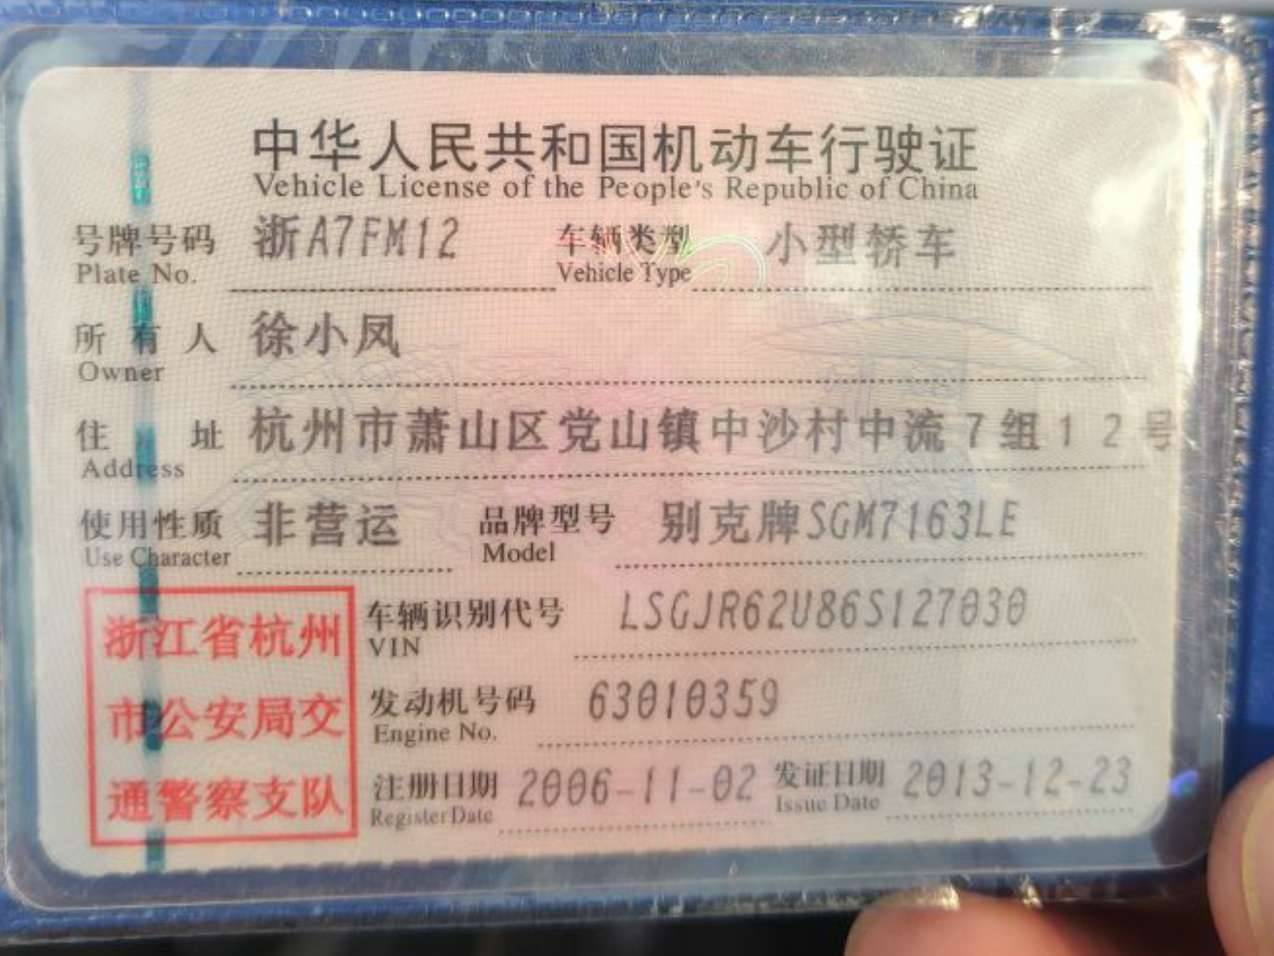 中华人民共和国机动车行驶证
Vehicle License of the People's Republic of China
号牌号码 浙A7FM12 车辆类型 小型轿车
Plate No. Vehicle Type
所有人 徐小凤
Owner
住址 杭州市萧山区党山镇中沙村中流7组12号
Address
使用性质 非营运 品牌型号 别克牌SGM7163LE
Use Character Model
浙江省杭州
市公安局交
通警察支队
车辆识别代号 LSGJR62U86S127030
VIN
发动机号码 63010359
Engine No.
注册日期 2006-11-02 发证日期 2013-12-23
Register Date Issue Date